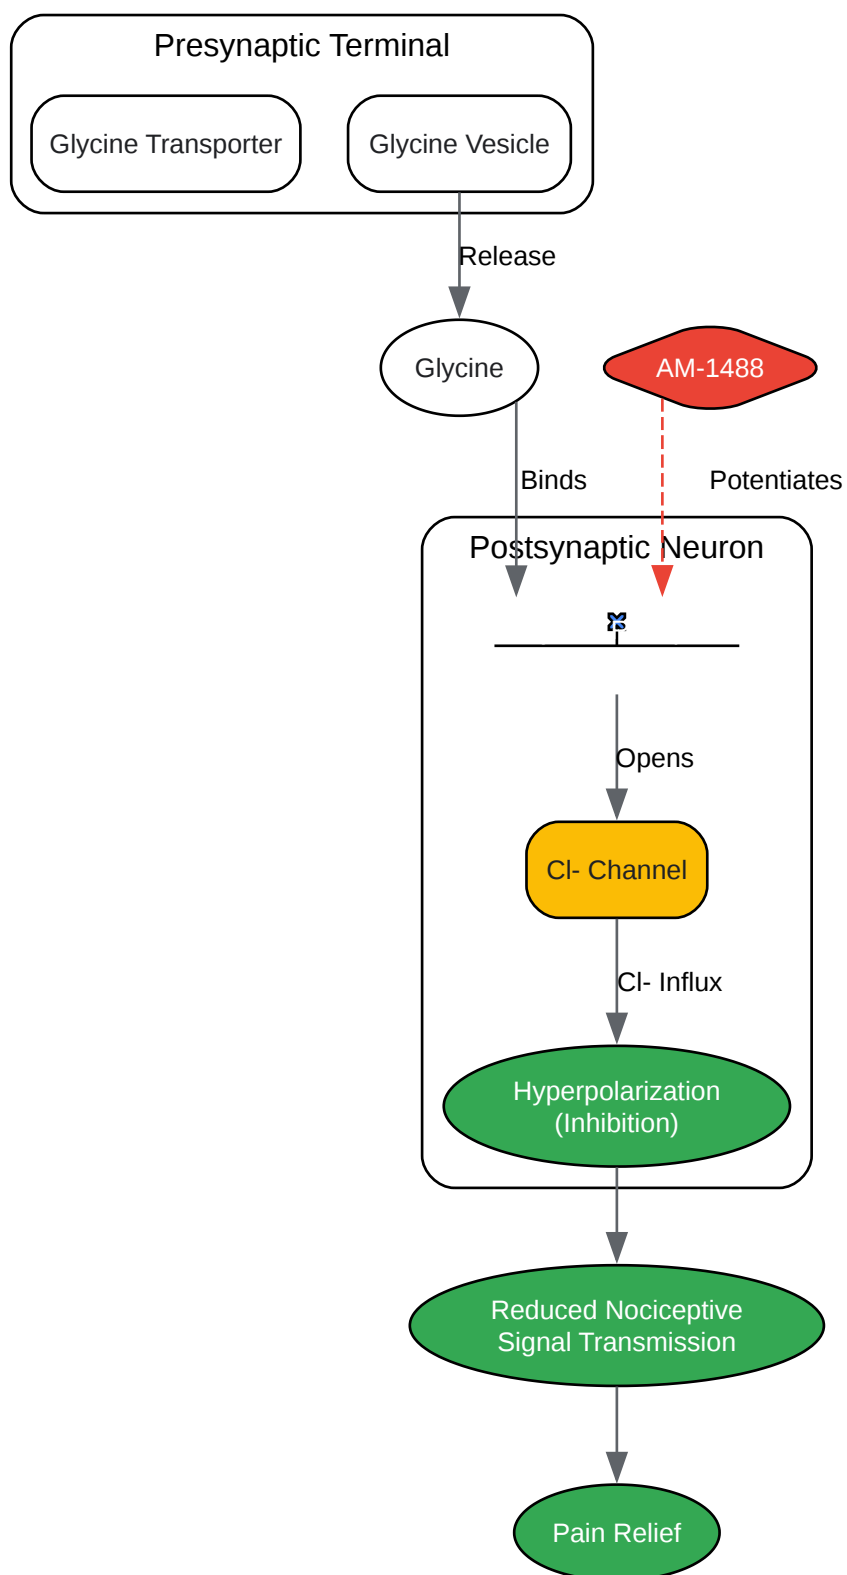 Presynaptic Terminal
Glycine Transporter
Glycine Vesicle
Release
Glycine
AM-1488
Binds
Potentiates
Postsynaptic Neuron
Opens
Cl- Channel
Cl- Influx
Hyperpolarization
(Inhibition)
Reduced Nociceptive
Signal Transmission
Pain Relief